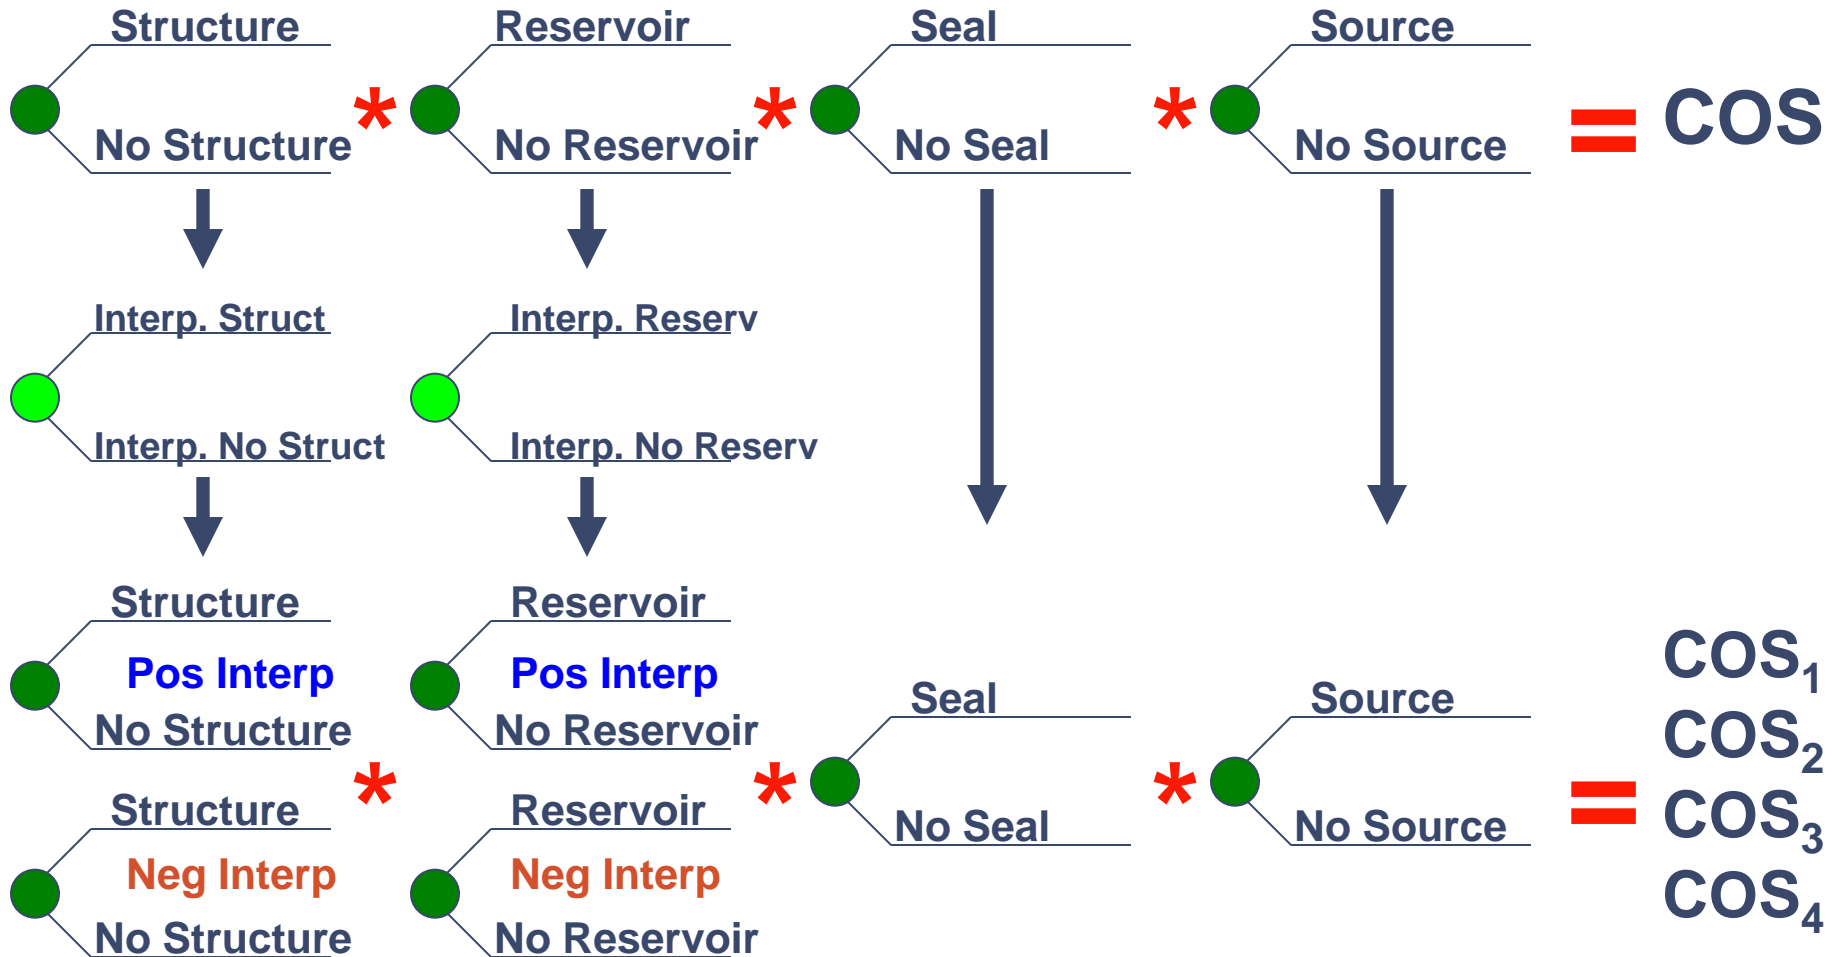 Structure Reservoir Seal Source
* * * = COS
No Structure No Reservoir No Seal No Source
Interp. Struct Interp. Reserv
Interp. No Struct Interp. No Reserv
Structure Reservoir
Pos Interp Pos Interp COS1
Seal Source
No Structure No Reservoir COS2
* * * =
Structure Reservoir COS3
No Seal No Source
Neg Interp Neg Interp COS4
No Structure No Reservoir